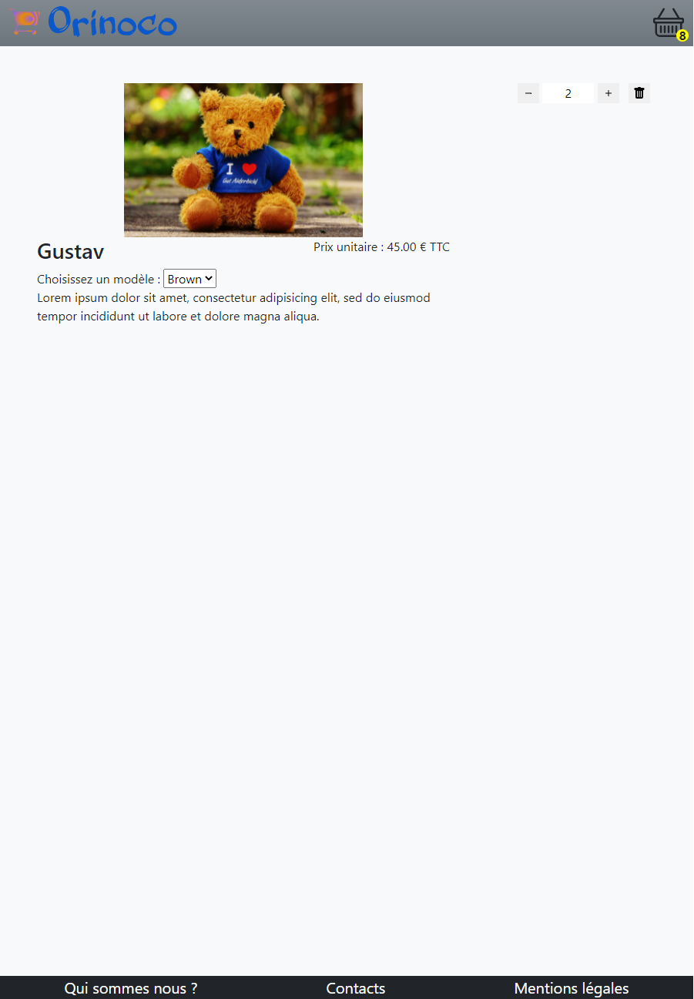 Orinoco
8
− 2 +
I ❤
Gut Aiderbichl
Gustav
Prix unitaire : 45.00 € TTC
Choisissez un modèle : Brown
Lorem ipsum dolor sit amet, consectetur adipisicing elit, sed do eiusmod
tempor incididunt ut labore et dolore magna aliqua.
Qui sommes nous ? Contacts Mentions légales